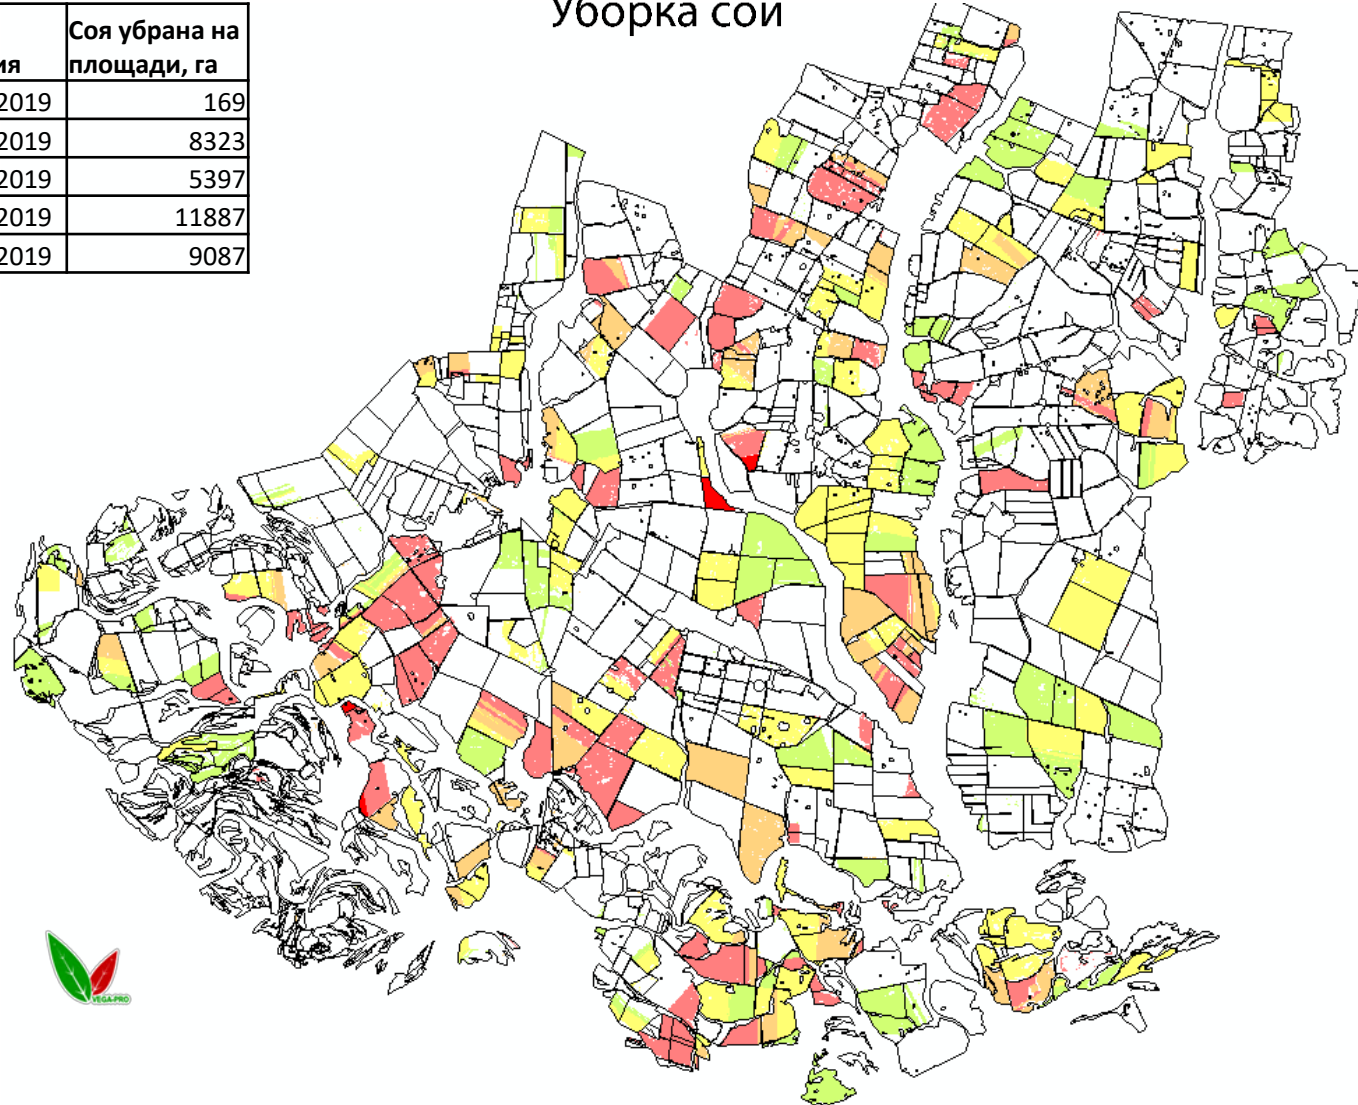 Уборка сои
Соя убрана на
ия площади, га
2019 169
2019 8323
2019 5397
2019 11887
2019 9087
VEGA-PRO